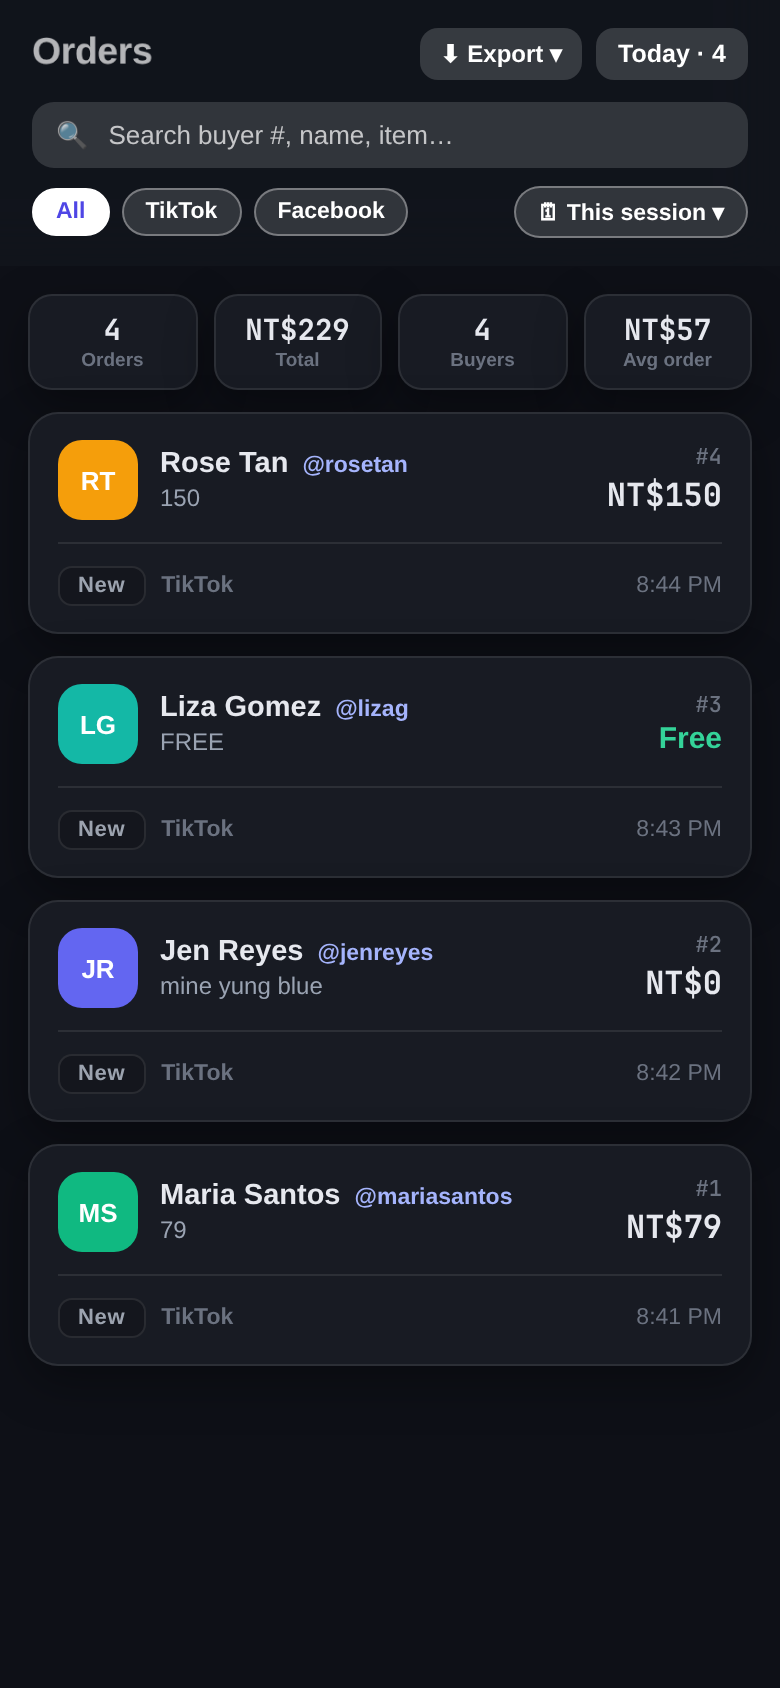 Orders
⬇ Export ▾
Today · 4
🔍 Search buyer #, name, item…
All
TikTok
Facebook
🗓 This session ▾
4
Orders
NT$229
Total
4
Buyers
NT$57
Avg order
RT
Rose Tan @rosetan
150
#4
NT$150
New
TikTok
8:44 PM
LG
Liza Gomez @lizag
FREE
#3
Free
New
TikTok
8:43 PM
JR
Jen Reyes @jenreyes
mine yung blue
#2
NT$0
New
TikTok
8:42 PM
MS
Maria Santos @mariasantos
79
#1
NT$79
New
TikTok
8:41 PM